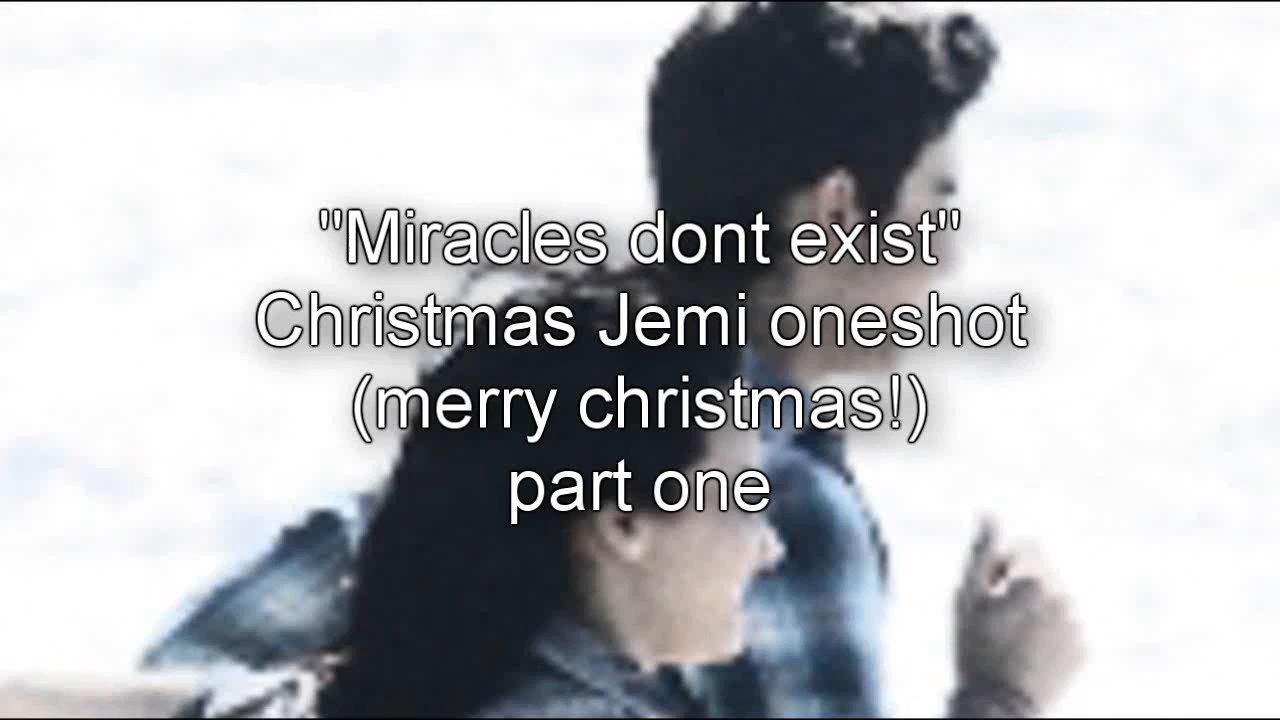 "Miracles dont exist"
Christmas Jemi oneshot
(merry christmas!)
part one